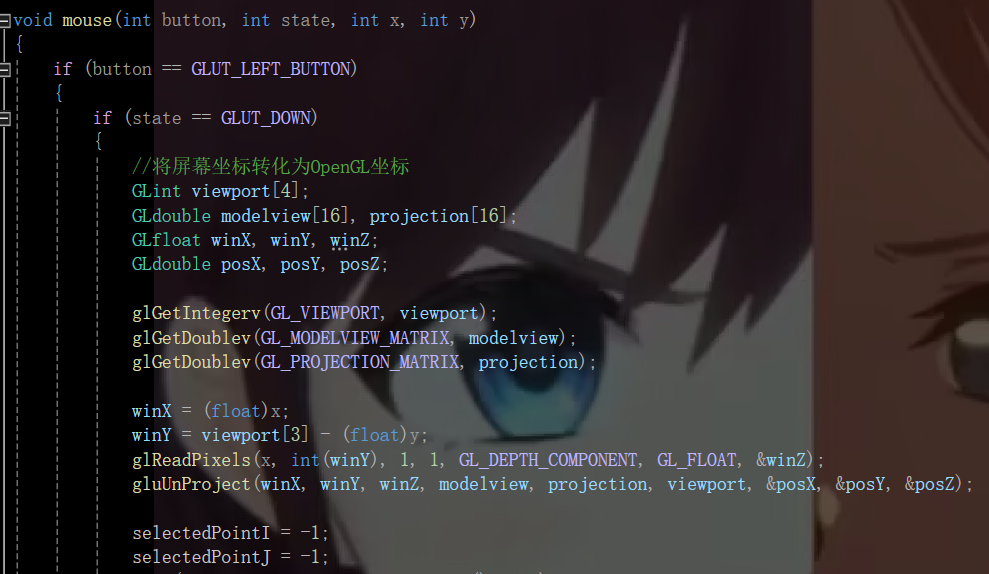 void mouse(int button, int state, int x, int y)
{
if (button == GLUT_LEFT_BUTTON)
{
if (state == GLUT_DOWN)
{
//将屏幕坐标转化为OpenGL坐标
GLint viewport[4];
GLdouble modelview[16], projection[16];
GLfloat winX, winY, winZ;
GLdouble posX, posY, posZ;
glGetIntegerv(GL_VIEWPORT, viewport);
glGetDoublev(GL_MODELVIEW_MATRIX, modelview);
glGetDoublev(GL_PROJECTION_MATRIX, projection);
winX = (float)x;
winY = viewport[3] - (float)y;
glReadPixels(x, int(winY), 1, 1, GL_DEPTH_COMPONENT, GL_FLOAT, &winZ);
gluUnProject(winX, winY, winZ, modelview, projection, viewport, &posX, &posY, &posZ);
selectedPointI = -1;
selectedPointJ = -1;